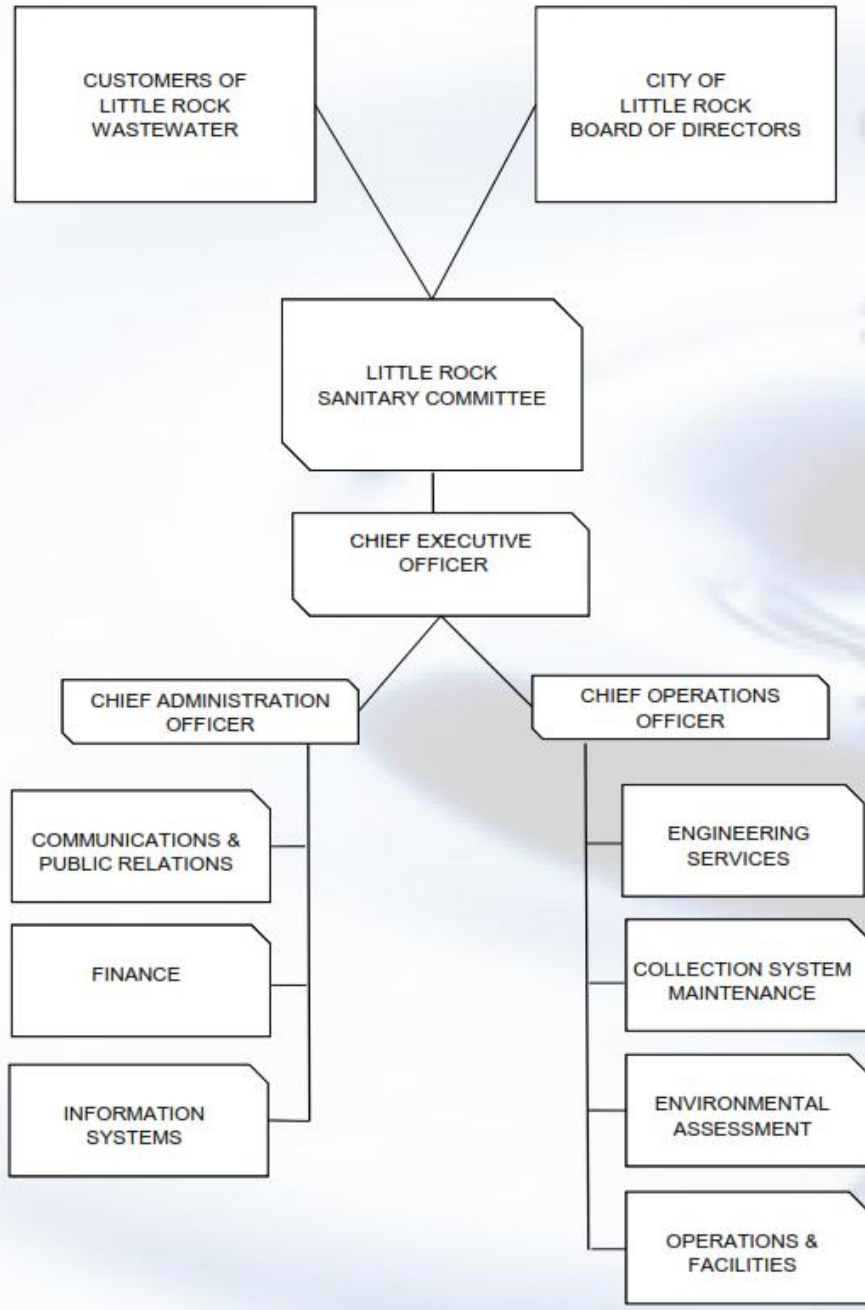 CUSTOMERS OF
LITTLE ROCK
WASTEWATER
CITY OF
LITTLE ROCK
BOARD OF DIRECTORS
LITTLE ROCK
SANITARY COMMITTEE
CHIEF EXECUTIVE
OFFICER
CHIEF ADMINISTRATION
OFFICER
CHIEF OPERATIONS
OFFICER
COMMUNICATIONS &
PUBLIC RELATIONS
FINANCE
INFORMATION
SYSTEMS
ENGINEERING
SERVICES
COLLECTION SYSTEM
MAINTENANCE
ENVIRONMENTAL
ASSESSMENT
OPERATIONS &
FACILITIES